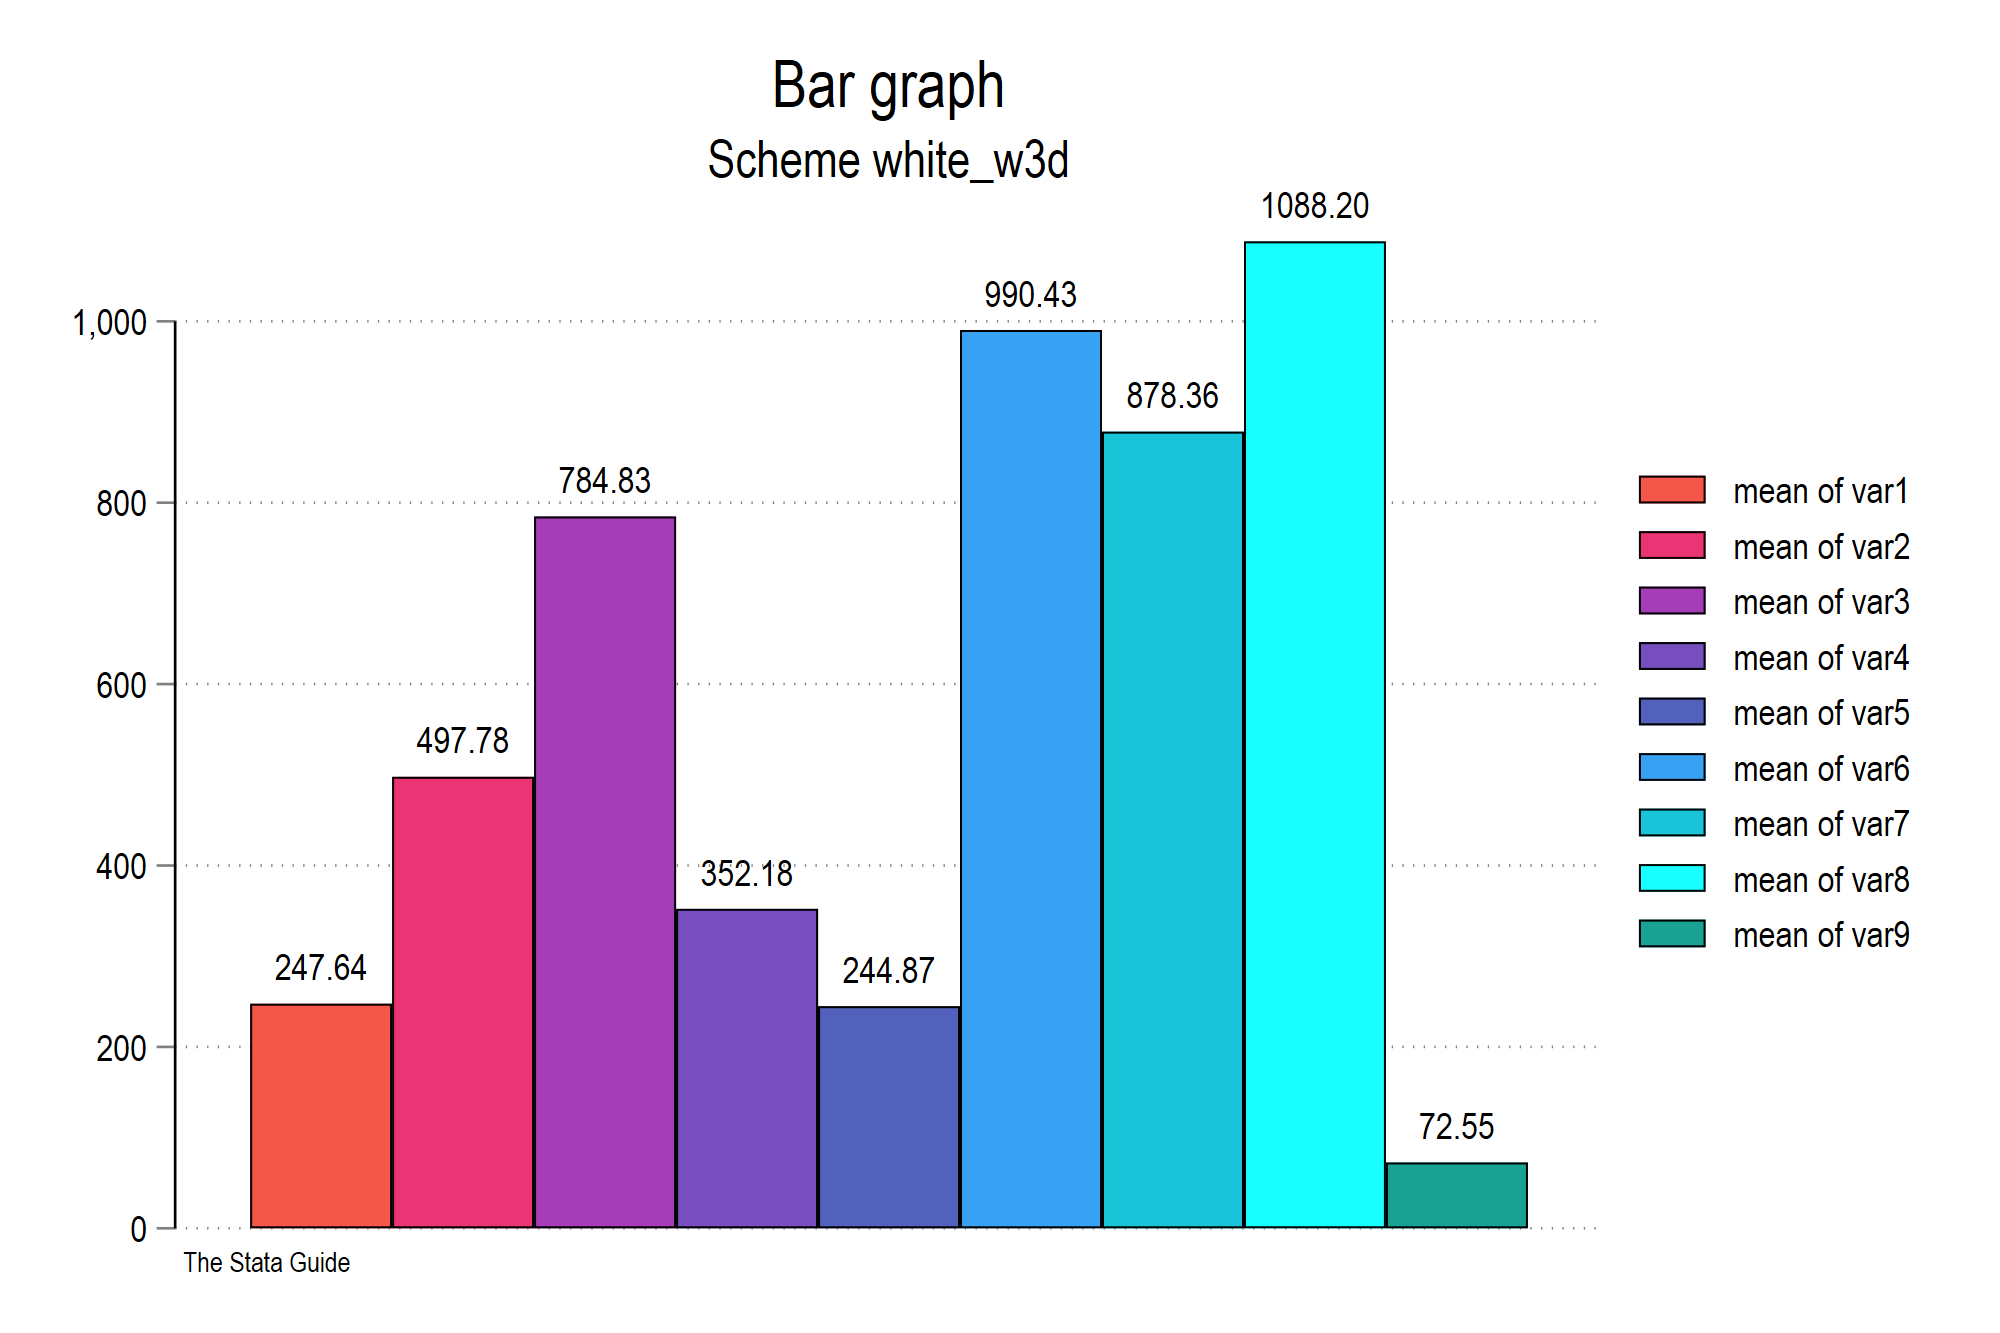 Bar graph
Scheme white_w3d
1088.20
990.43
1,000
878.36
784.83
800
mean of var1
mean of var2
mean of var3
600
mean of var4
mean of var5
497.78
mean of var6
mean of var7
400
352.18
mean of var8
mean of var9
247.64
244.87
200
72.55
0
The Stata Guide